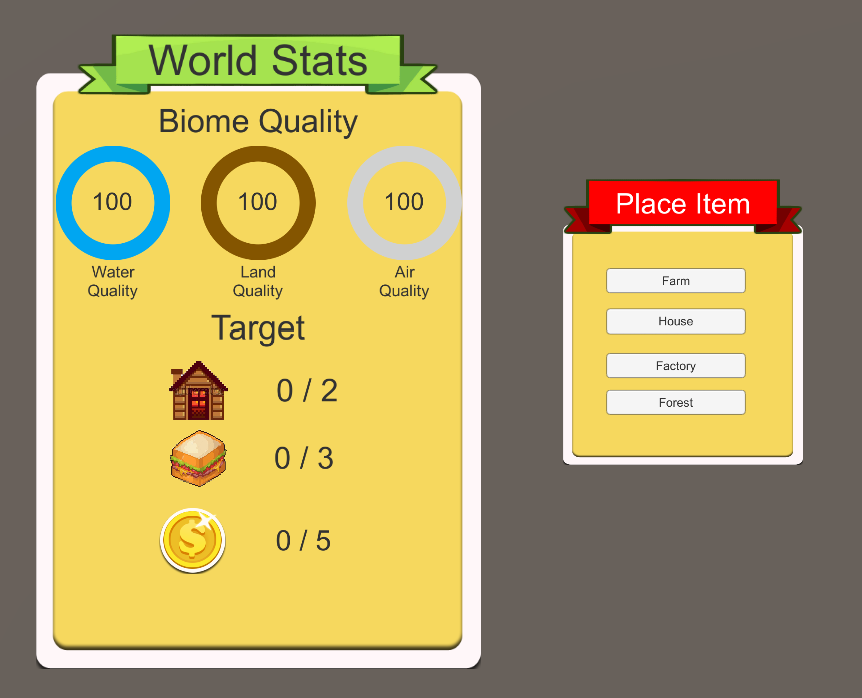 World Stats
Biome Quality
100
100
100
Water
Quality
Land
Quality
Air
Quality
Target
0 / 2
0 / 3
$
0 / 5
Place Item
Farm
House
Factory
Forest